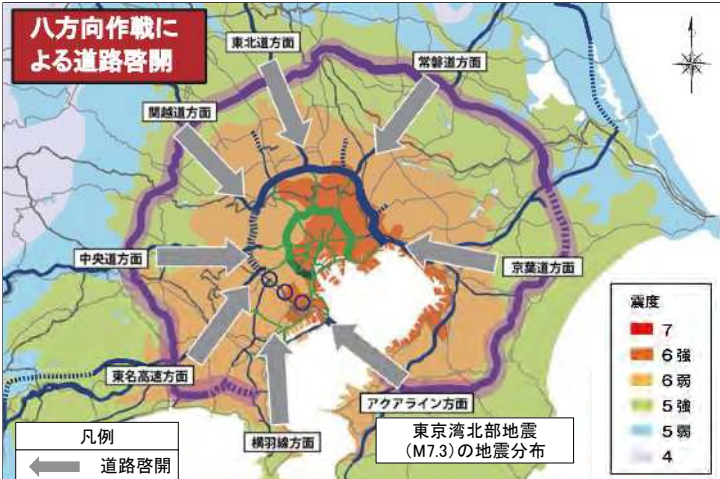 八方向作戦に
よる道路啓開
東北道方面
常磐道方面
関越道方面
中央道方面
京葉道方面
東名高速方面
アクアライン方面
横羽線方面
東京湾北部地震
(M7.3)の地震分布
凡例
道路啓開
震度
7
6強
6弱
5強
5弱
4